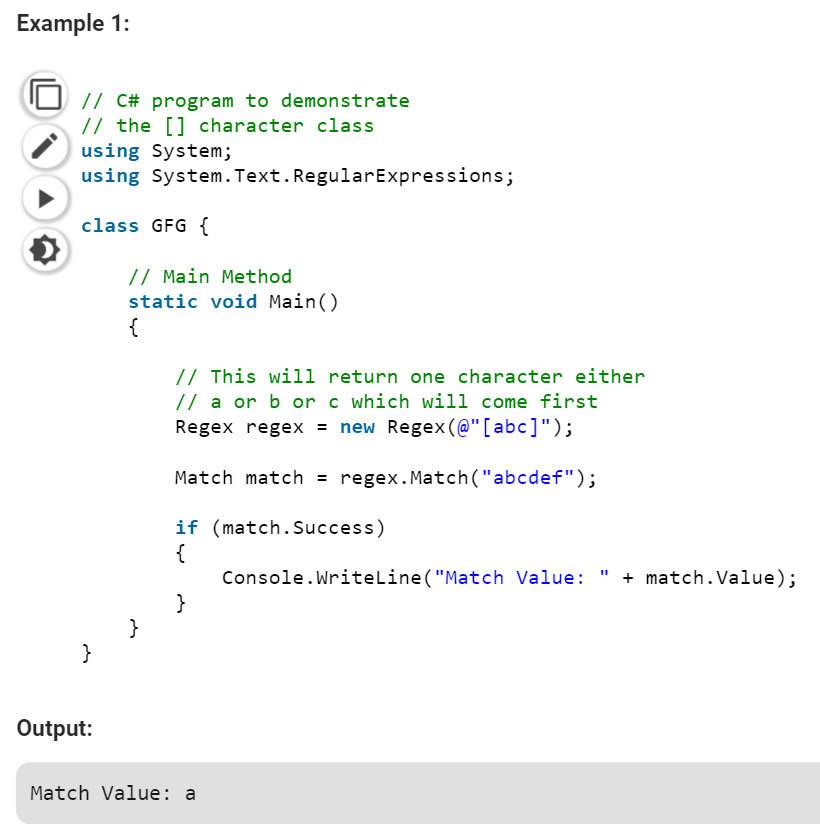 Example 1:
// C# program to demonstrate
// the [] character class
using System;
using System.Text.RegularExpressions;
class GFG {
// Main Method
static void Main()
{
// This will return one character either
// a or b or c which will come first
Regex regex = new Regex(@"[abc]");
Match match = regex.Match("abcdef");
if (match.Success)
{
Console.WriteLine("Match Value: " + match.Value);
}
}
}
Output:
Match Value: a